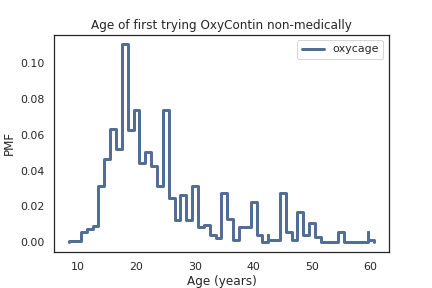 Age of first trying OxyContin non-medically
oxycage
0.10
0.08
0.06
0.04
0.02
0.00
PMF
10 20 30 40 50 60
Age (years)